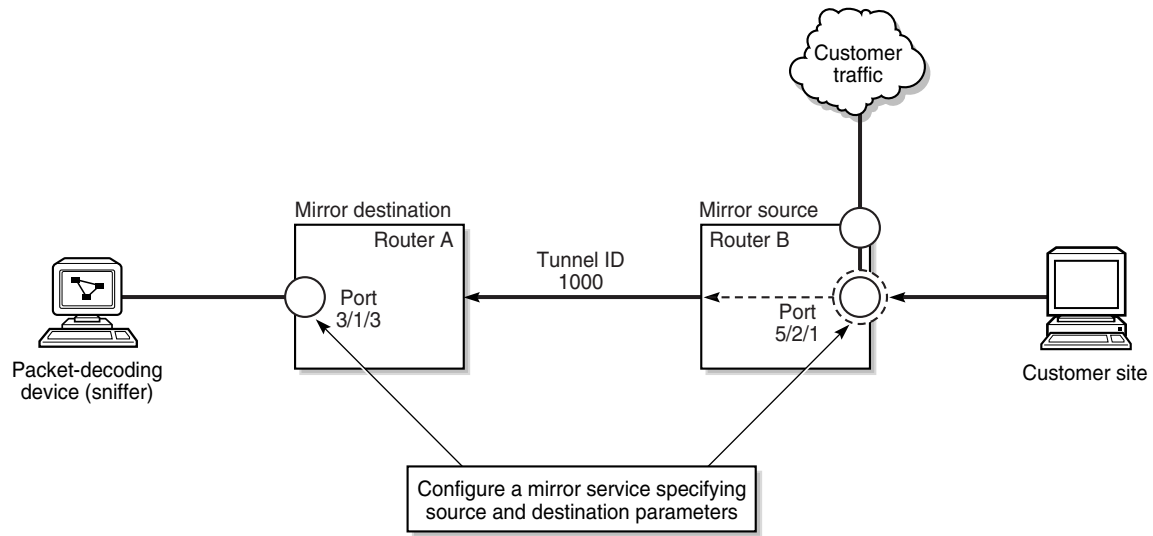 Customer
traffic
Mirror destination
Router A
Mirror source
Router B
Tunnel ID
1000
Port
3/1/3
Port
5/2/1
Packet-decoding
device (sniffer)
Customer site
Configure a mirror service specifying
source and destination parameters